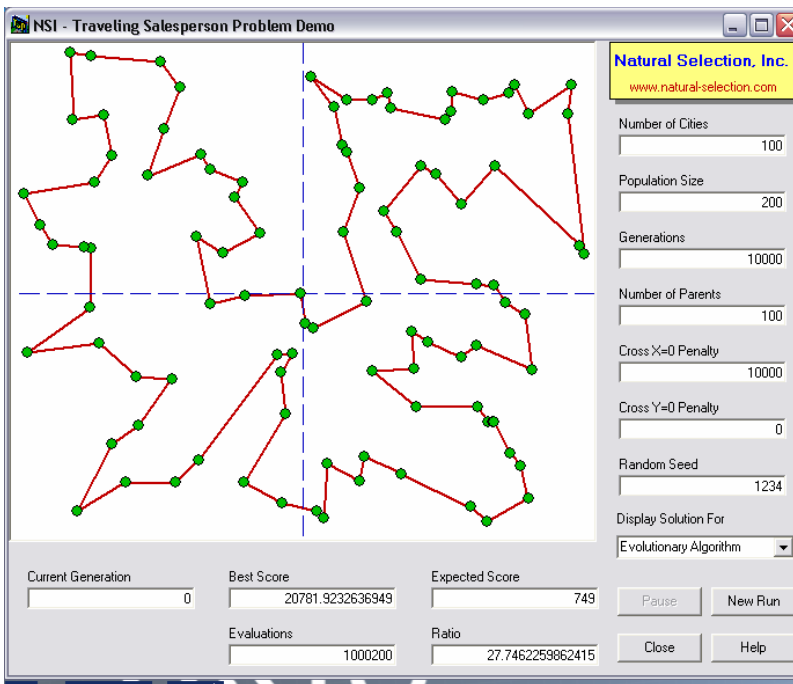 NSI - Traveling Salesperson Problem Demo
Natural Selection, Inc.
www.natural-selection.com
Number of Cities
100
Population Size
200
Generations
10000
Number of Parents
100
Cross X=0 Penalty
10000
Cross Y=0 Penalty
0
Random Seed
1234
Display Solution For
Evolutionary Algorithm
Current Generation
0
Best Score
20781.9232636949
Expected Score
749
Evaluations
1000200
Ratio
27.7462259862415
Pause
New Run
Close
Help